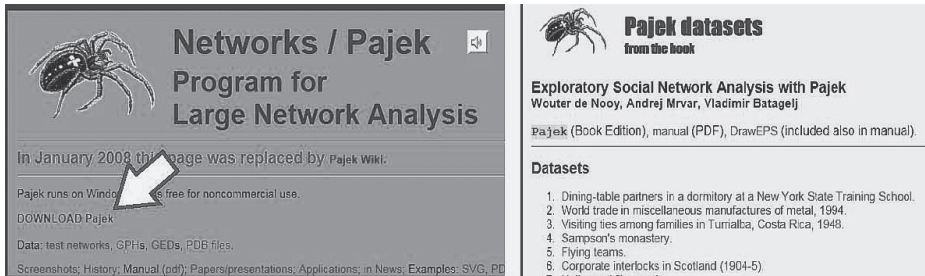 Networks / Pajek
Program for
Large Network Analysis
In January 2008 this page was replaced by Pajek Wiki.
Pajek runs on Windo free for noncommercial use.
DOWNLOAD Pajek
Data: test networks, GPHs, GEDs, PDB files.
Screenshots; History; Manual (pdf); Papers/presentations; Applications; in News; Examples: SVG, PD
Pajek datasets
from the book
Exploratory Social Network Analysis with Pajek
Wouter de Nooy, Andrej Mrvar, Vladimir Batagelj
Pajek (Book Edition), manual (PDF), DrawEPS (included also in manual).
Datasets
1. Dining-table partners in a dormitory at a New York State Training School.
2. World trade in miscellaneous manufactures of metal, 1994.
3. Visiting ties among families in Turrialba, Costa Rica, 1948.
4. Sampson's monastery.
5. Flying teams.
6. Corporate interlocks in Scotland (1904-5)